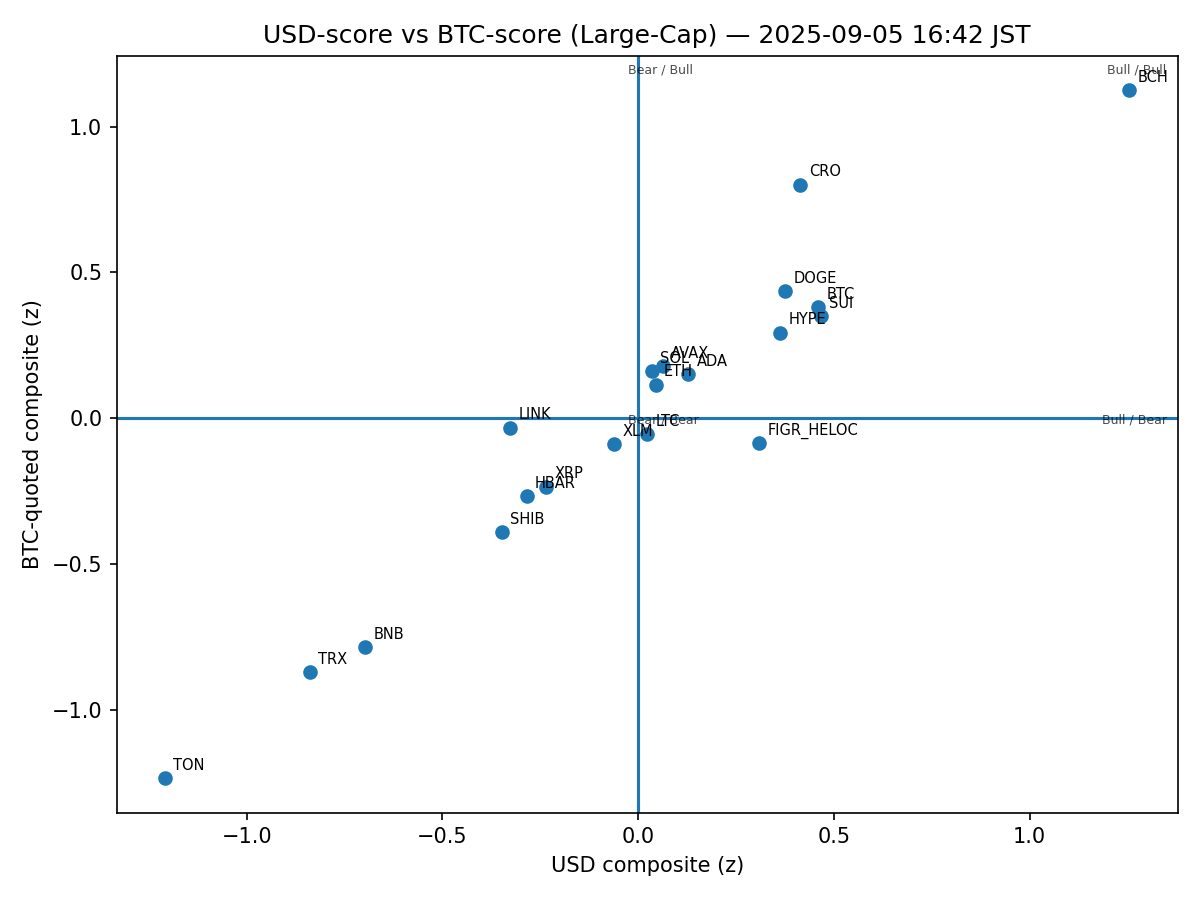 USD-score vs BTC-score (Large-Cap) — 2025-09-05 16:42 JST
Bear / Bull
Bull / Bull
BCH
1.0
CRO
0.5
DOGE
BTC
SUI
HYPE
AVAX
SOL
ADA
ETH
0.0
LINK
Bear / Bear
LTC
Bull / Bear
XLM
FIGR_HELOC
XRP
HBAR
SHIB
−0.5
BNB
TRX
−1.0
TON
−1.0
−0.5
0.0
0.5
1.0
USD composite (z)
BTC-quoted composite (z)